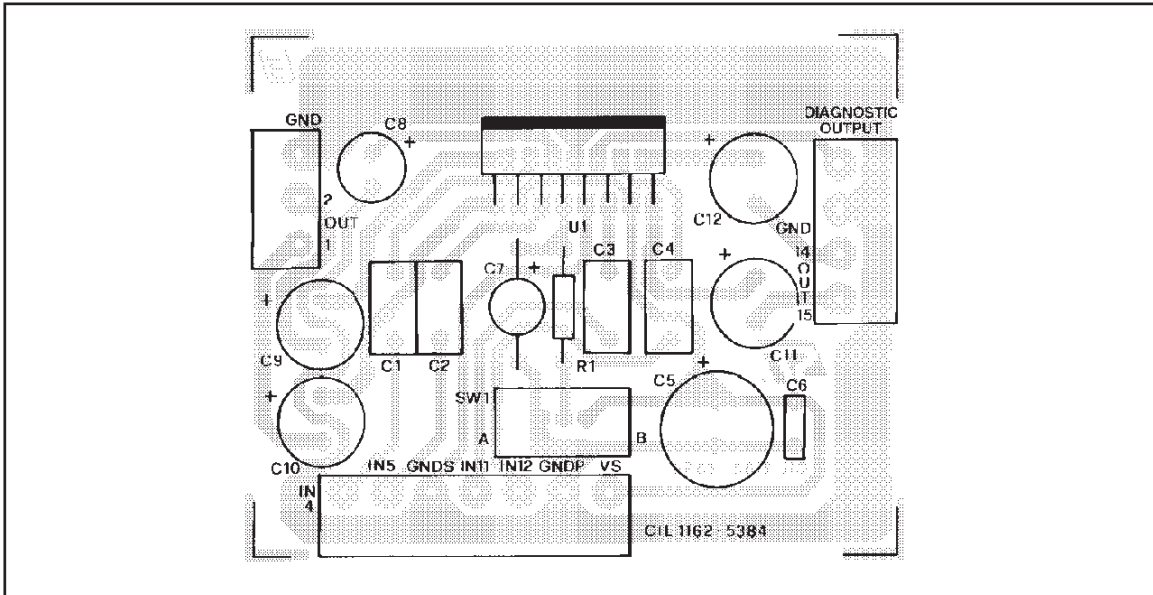 GND
C8
+
DIAGNOSTIC
OUTPUT
+
2
OUT
1
U1
C12
GND
14
OUT
15
C7
+
C3
C4
+
+
C9
C1
C2
R1
C11
+
C5
+
C6
SW1
A
B
C10
IN5 GNDS IN11 IN12 GNDP VS
IN
4
CIL 1162 - 5384